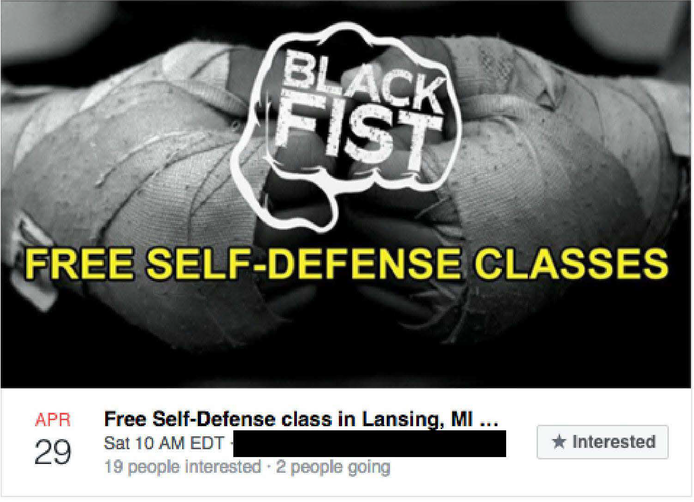 BLACK
FIST
FREE SELF-DEFENSE CLASSES
APR
29
Free Self-Defense class in Lansing, MI ...
Sat 10 AM EDT ·
19 people interested · 2 people going
★ Interested